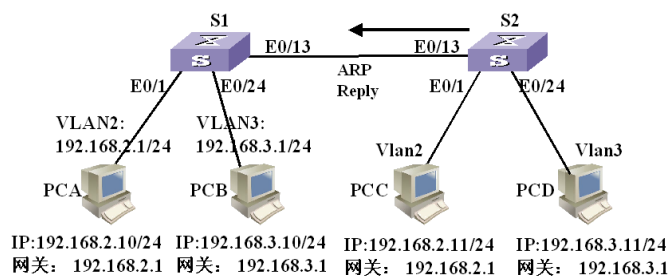 S1
S2
E0/13
E0/13
ARP
Reply
E0/1
E0/24
E0/1
E0/24
VLAN2:
192.168.2.1/24
VLAN3:
192.168.3.1/24
Vlan2
Vlan3
PCA
PCB
PCC
PCD
IP:192.168.2.10/24
网关： 192.168.2.1
IP:192.168.3.10/24
网关： 192.168.3.1
IP:192.168.2.11/24
网关： 192.168.2.1
IP:192.168.3.11/24
网关： 192.168.3.1